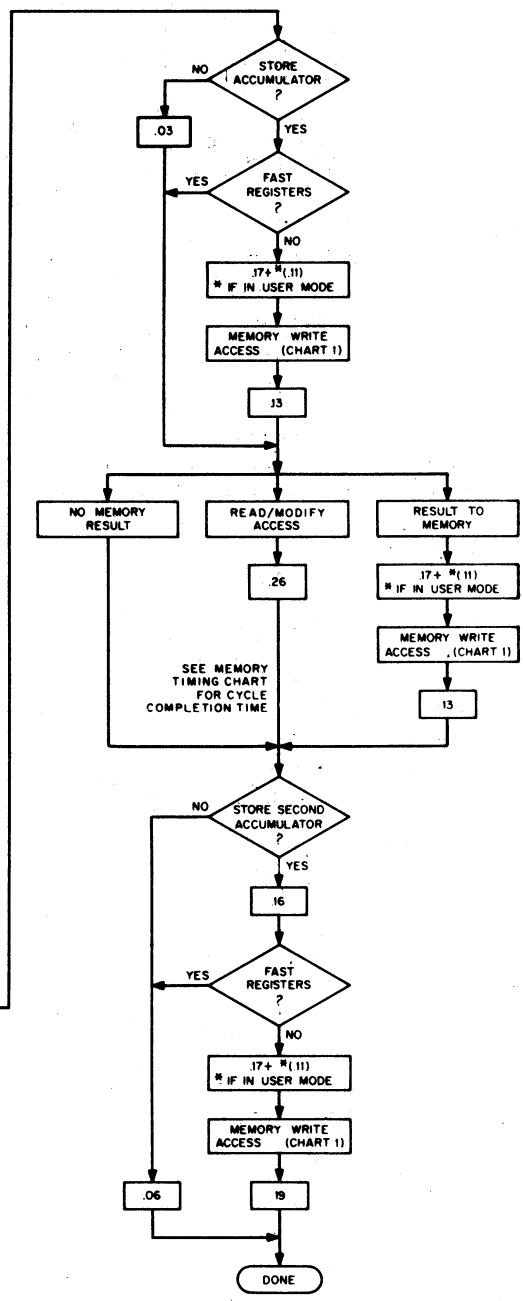 NO
STORE
ACCUMULATOR
?
.03
YES
YES
FAST
REGISTERS
?
NO
.17+ *(.11)
* IF IN USER MODE
MEMORY WRITE
ACCESS (CHART 1)
.13
NO MEMORY
RESULT
READ/MODIFY
ACCESS
RESULT TO
MEMORY
.26
.17+ *(.11)
* IF IN USER MODE
MEMORY WRITE
ACCESS (CHART 1)
.13
SEE MEMORY
TIMING CHART
FOR CYCLE
COMPLETION TIME
NO
STORE SECOND
ACCUMULATOR
?
YES
.16
YES
FAST
REGISTERS
?
NO
.17+ *(.11)
* IF IN USER MODE
MEMORY WRITE
ACCESS (CHART 1)
.06
.19
DONE